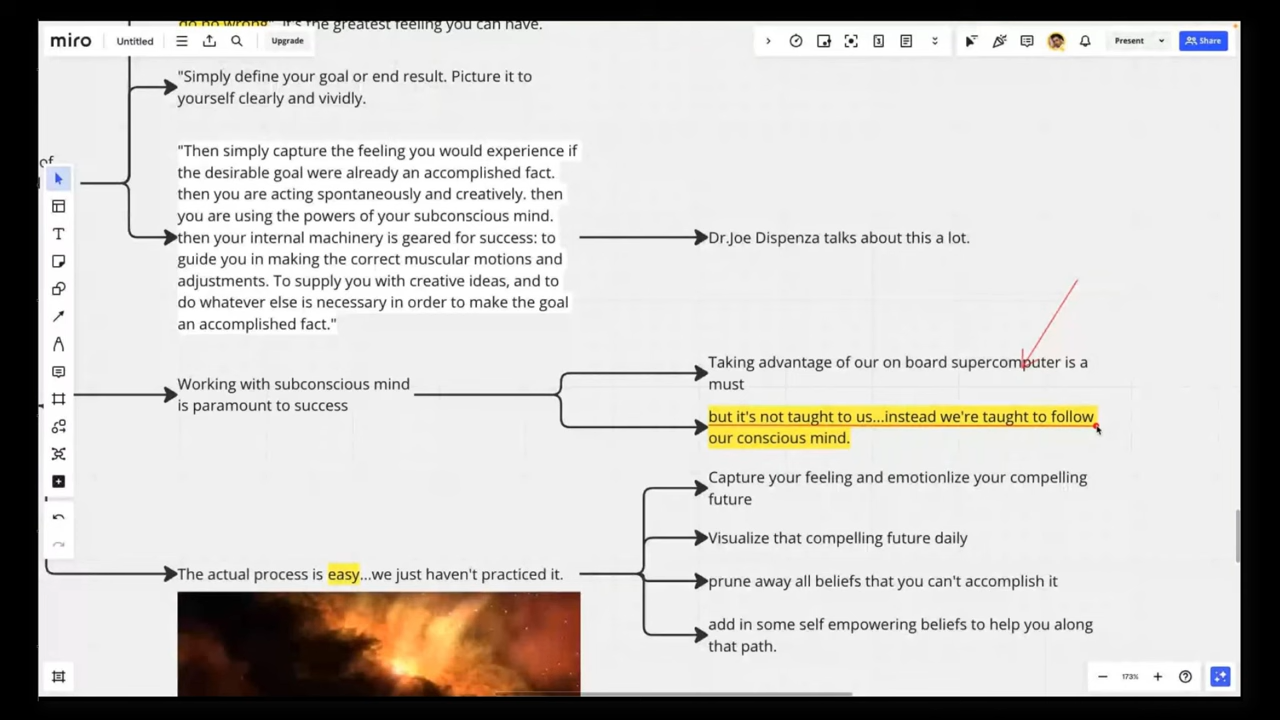 do no wrong". It's the greatest feeling you can have.
miro
Untitled
Upgrade
Present
Share
"Simply define your goal or end result. Picture it to
yourself clearly and vividly.
of
"Then simply capture the feeling you would experience if
the desirable goal were already an accomplished fact.
then you are acting spontaneously and creatively. then
you are using the powers of your subconscious mind.
then your internal machinery is geared for success: to
guide you in making the correct muscular motions and
adjustments. To supply you with creative ideas, and to
do whatever else is necessary in order to make the goal
an accomplished fact."
Dr.Joe Dispenza talks about this a lot.
Working with subconscious mind
is paramount to success
Taking advantage of our on board supercomputer is a
must
but it's not taught to us...instead we're taught to follow
our conscious mind.
The actual process is easy...we just haven't practiced it.
Capture your feeling and emotionlize your compelling
future
Visualize that compelling future daily
prune away all beliefs that you can't accomplish it
add in some self empowering beliefs to help you along
that path.
173%